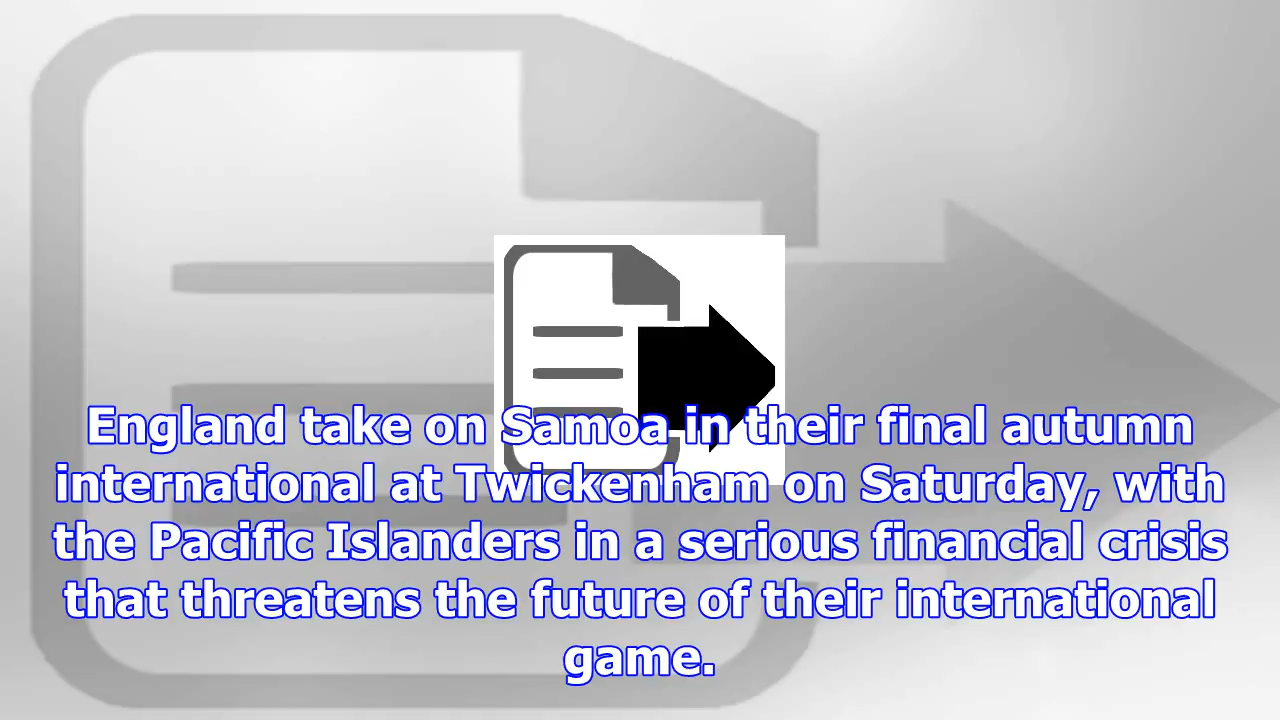 England take on Samoa in their final autumn
international at Twickenham on Saturday, with
the Pacific Islanders in a serious financial crisis
that threatens the future of their international
game.